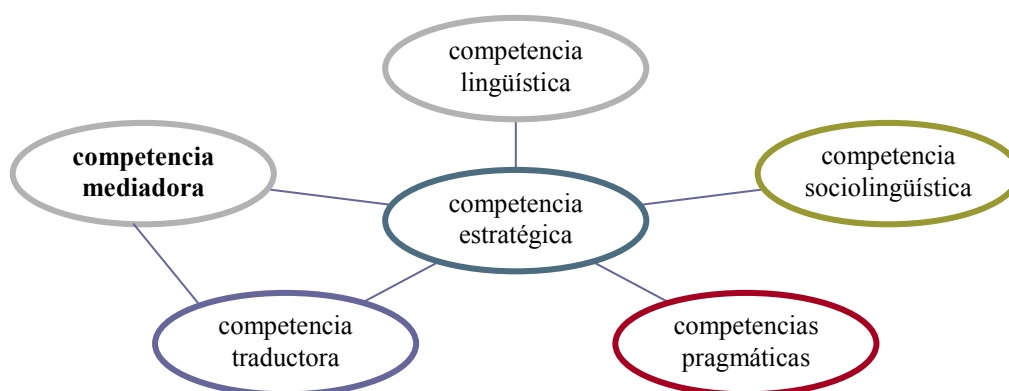 competencia
lingüística
competencia
mediadora
competencia
sociolingüística
competencia
estratégica
competencia
traductora
competencias
pragmáticas